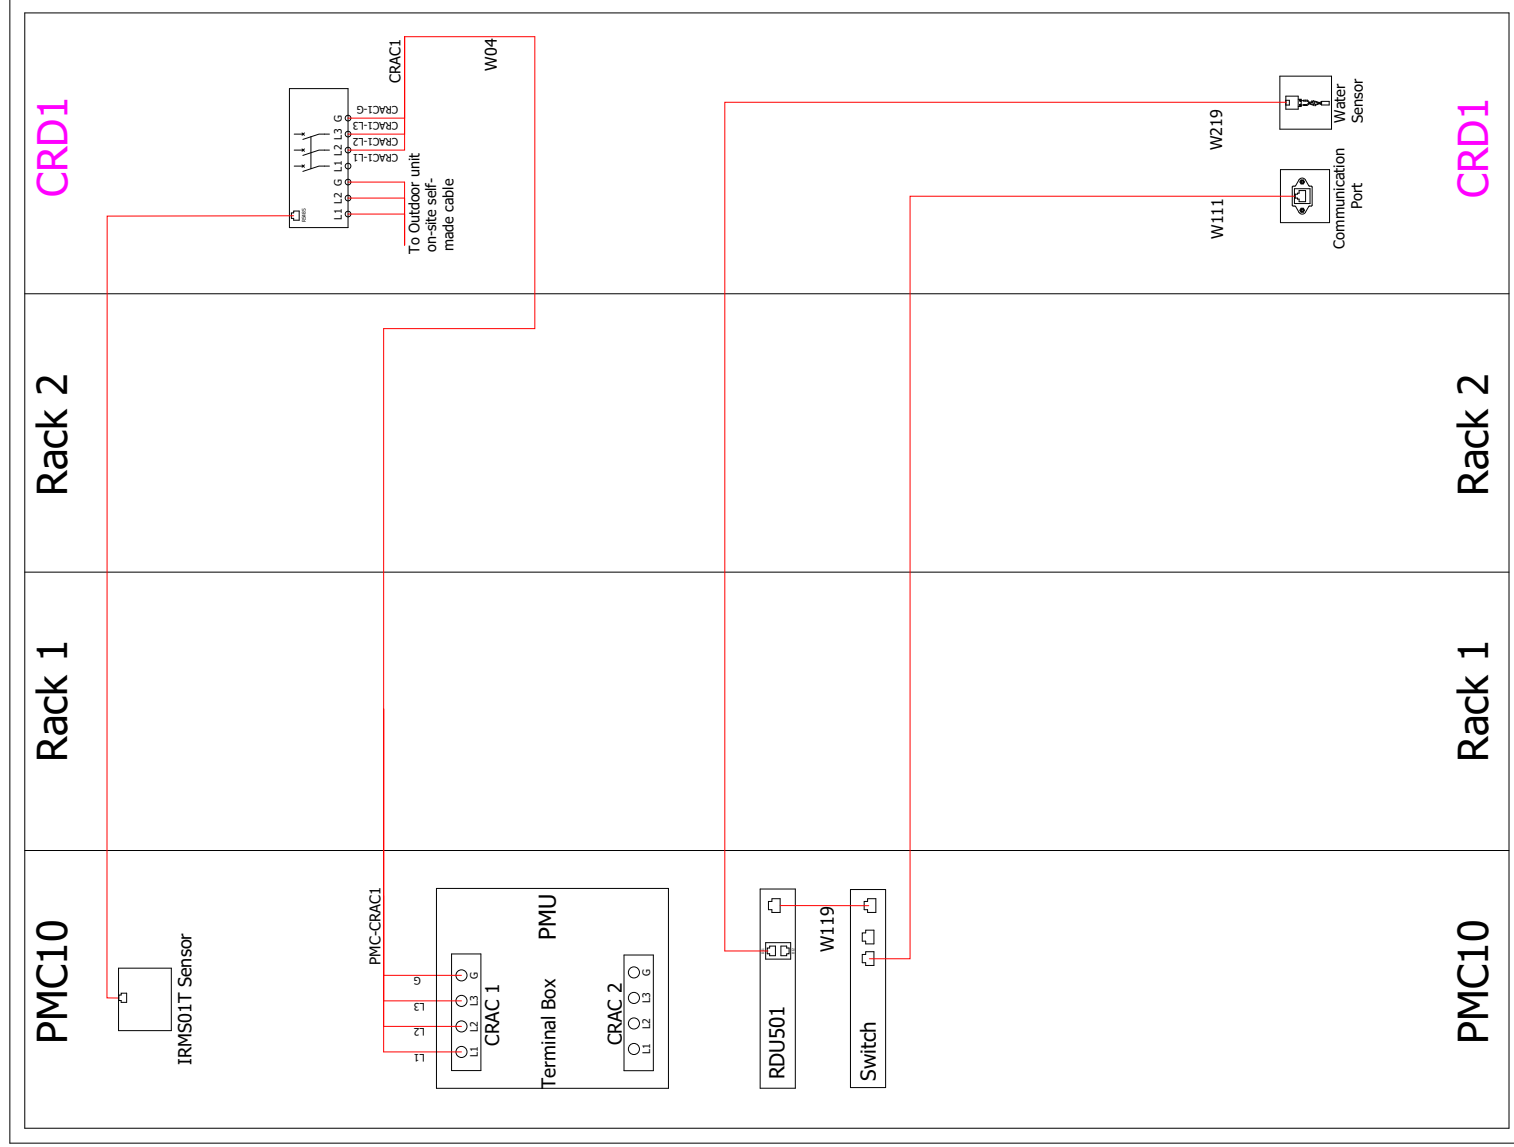 CRD1
Rack 2
Rack 1
PMC10
CRAC1
W04
CRAC1-G
CRAC1-L3
CRAC1-L2
CRAC1-L1
G
L3
L2
L1
G
L2
L1
To Outdoor unit
on-site self-
made cable
W219
Water
Sensor
W111
Communication
Port
IRMS01T Sensor
PMC-CRAC1
G
L3
L2
L1
G
L3
L2
L1
CRAC 1
PMU
Terminal Box
CRAC 2
G
L3
L2
L1
RDU501
W119
Switch
CRD1
Rack 2
Rack 1
PMC10